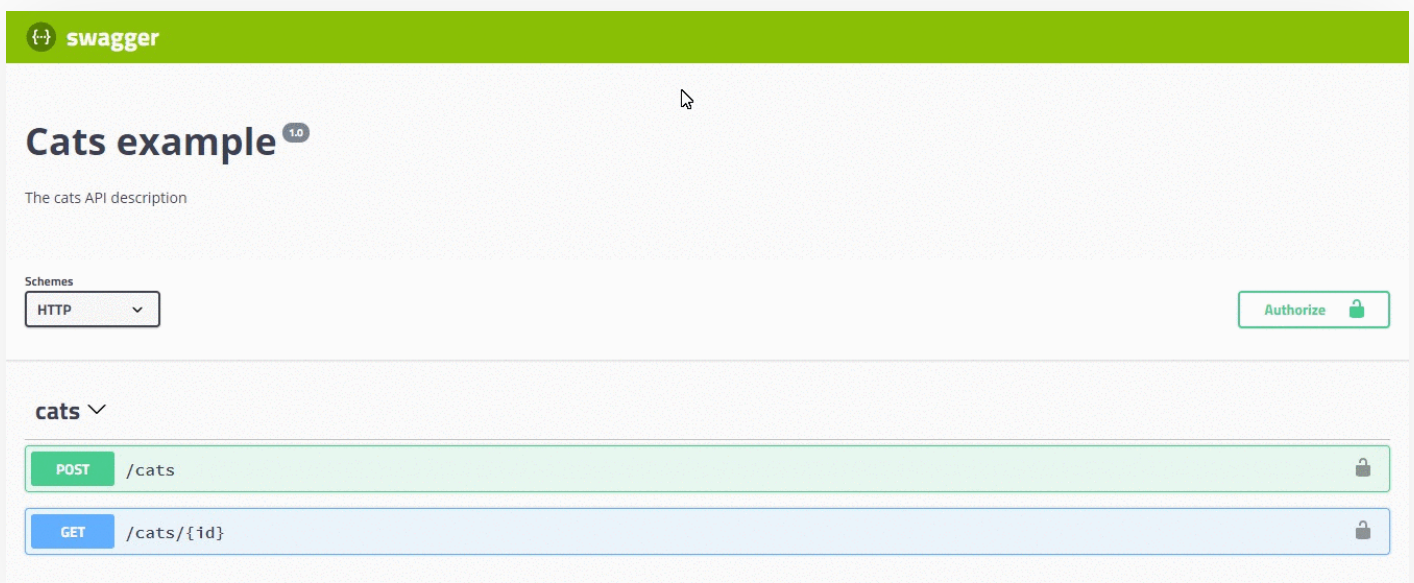 {··} swagger
Cats example 1.0
The cats API description
Schemes
HTTP
Authorize
cats
POST /cats
GET /cats/{id}